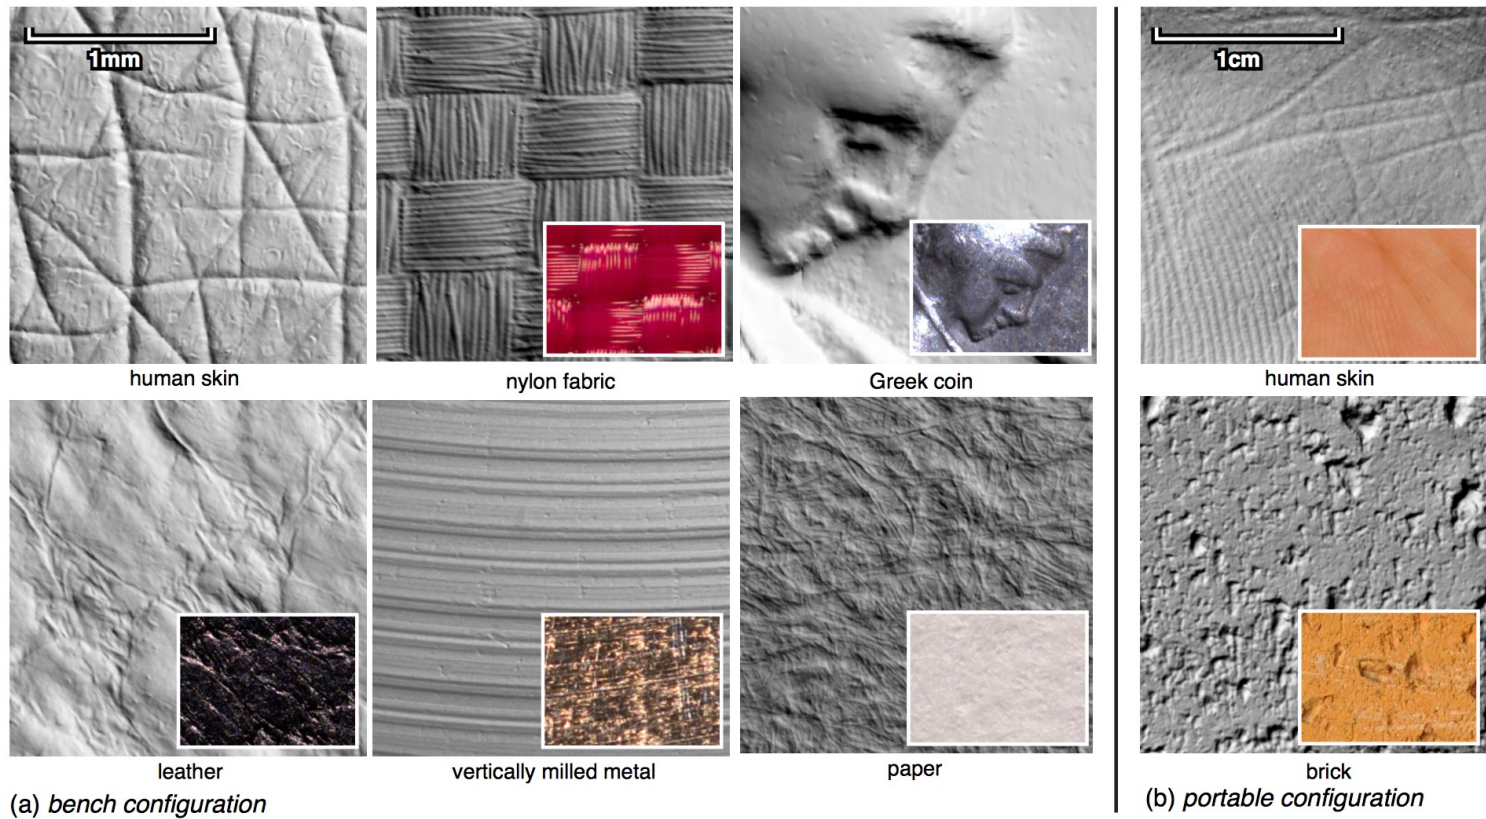 1mm
1cm
human skin
nylon fabric
Greek coin
human skin
leather
vertically milled metal
paper
brick
(a) bench configuration
(b) portable configuration